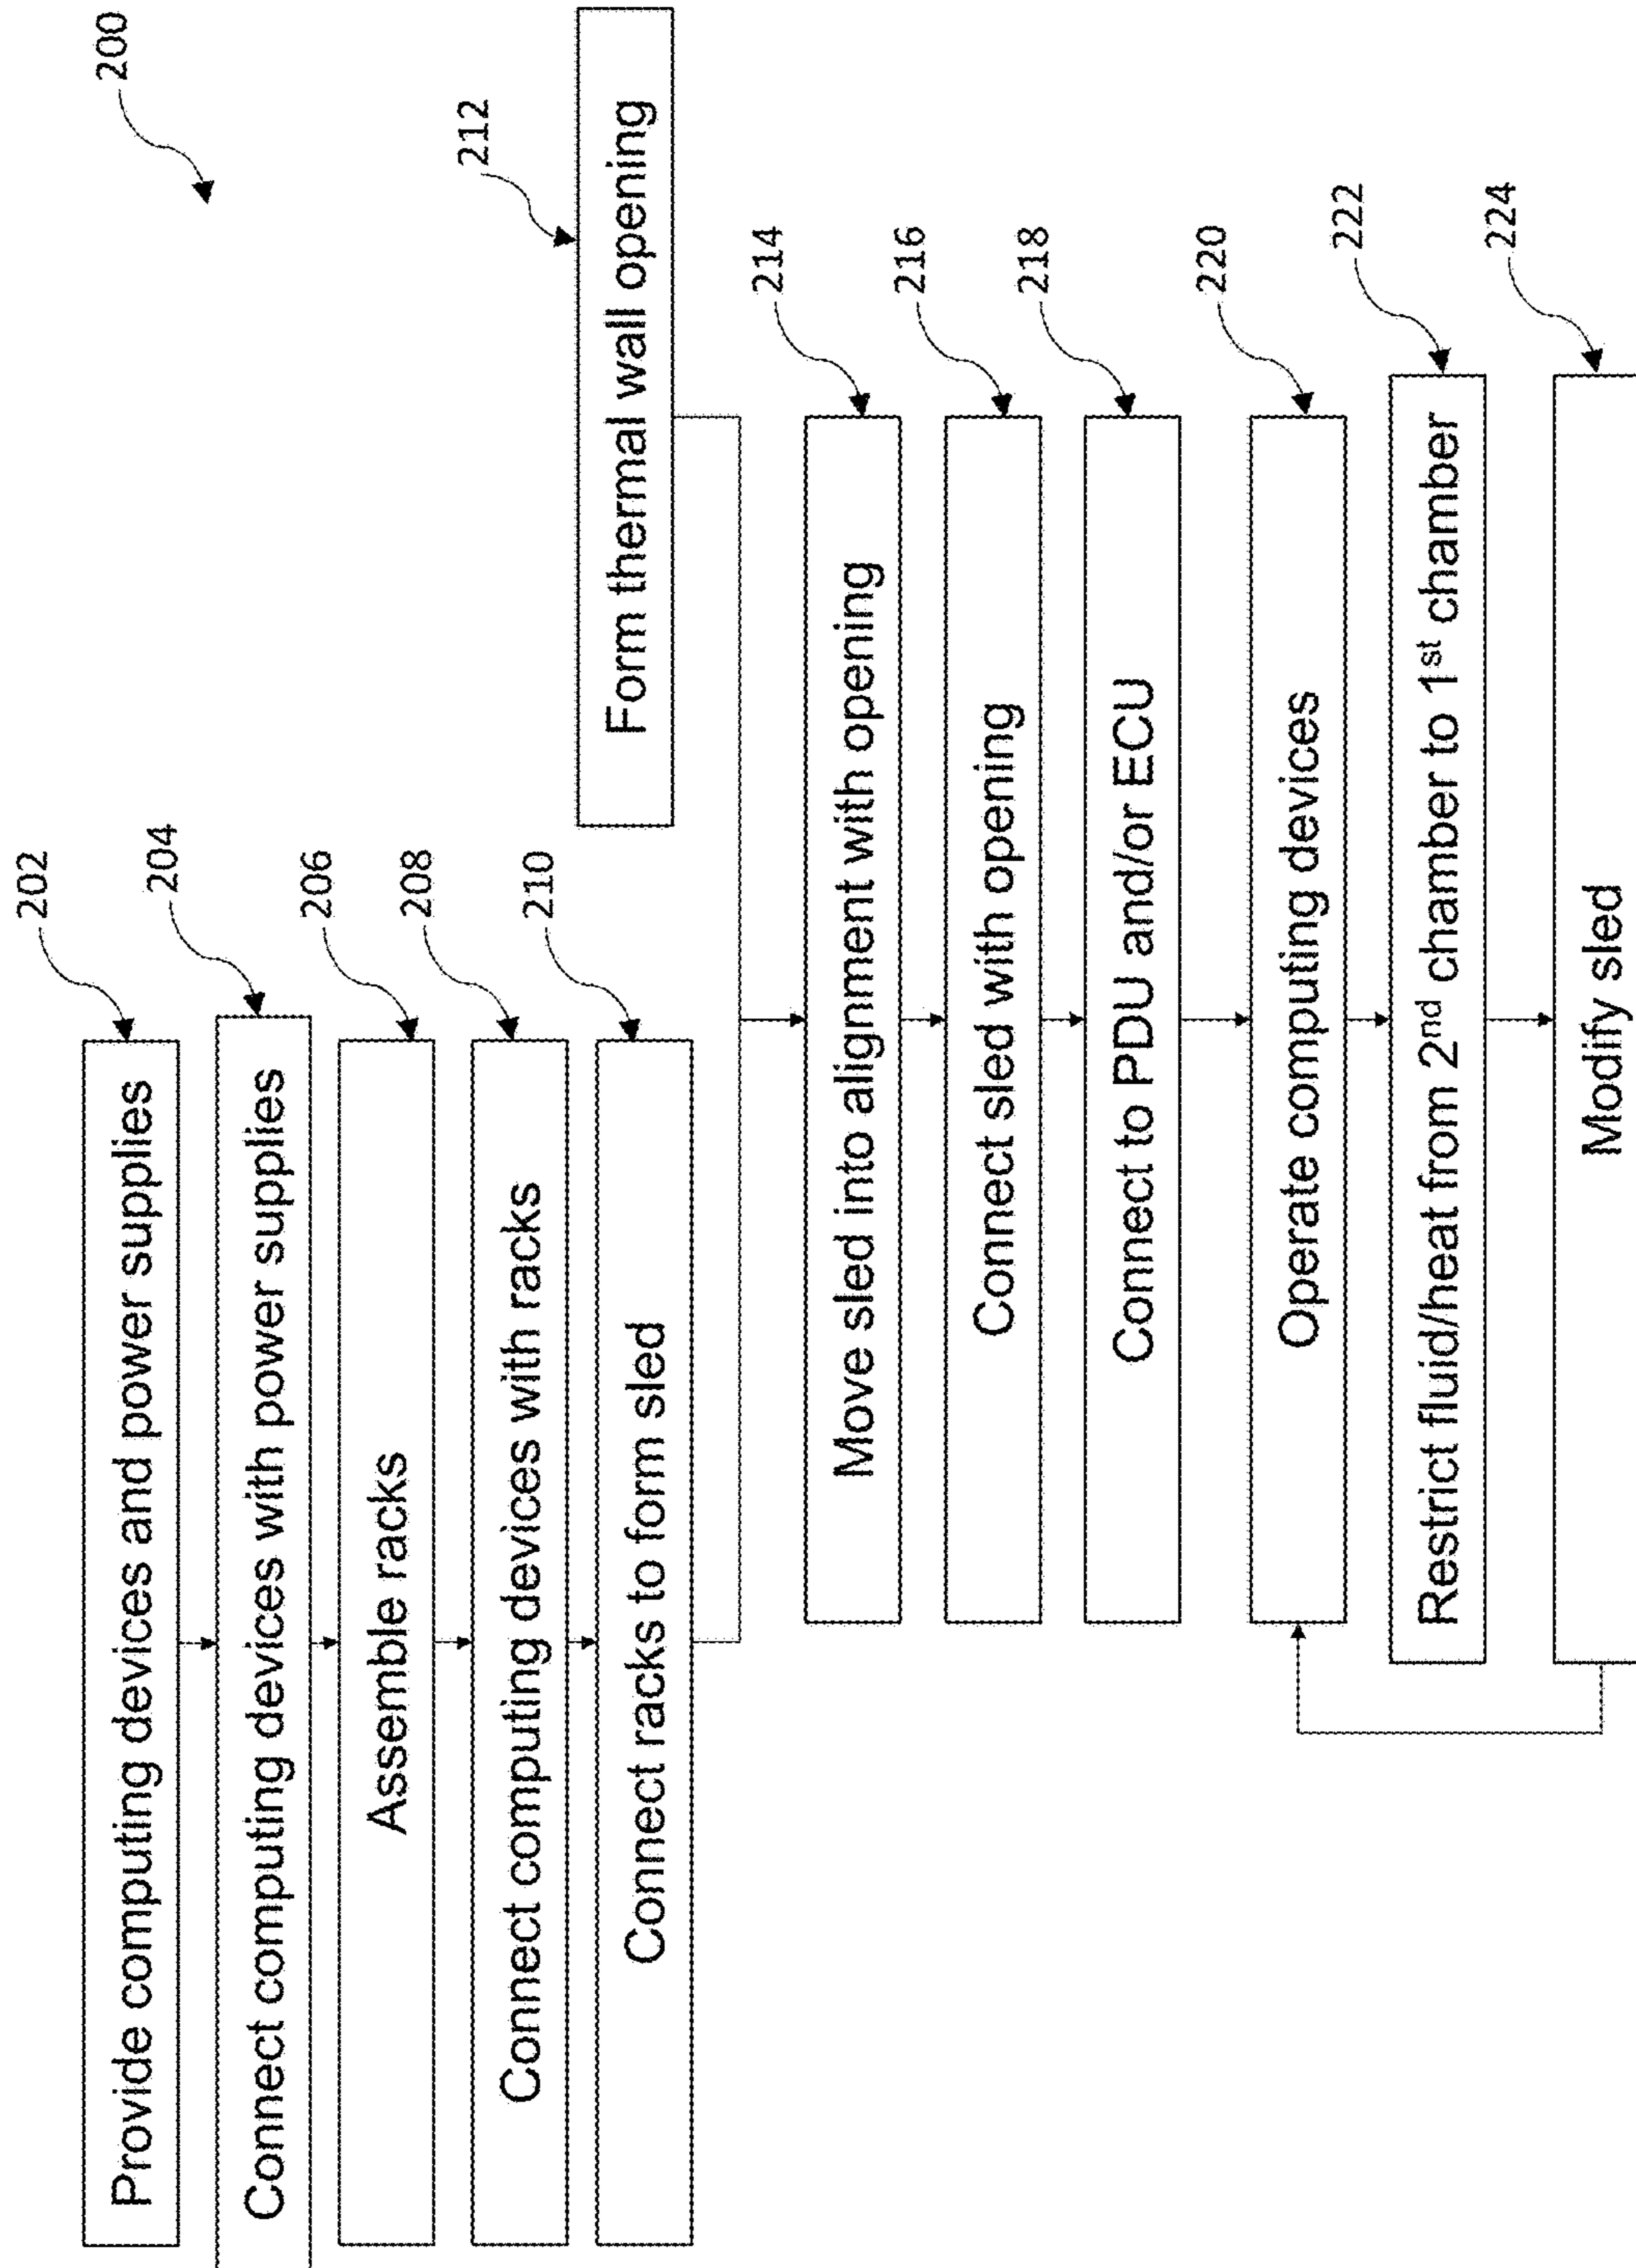 200
202
Provide computing devices and power supplies
204
Connect computing devices with power supplies
206
Assemble racks
208
Connect computing devices with racks
210
Connect racks to form sled
212
Form thermal wall opening
214
Move sled into alignment with opening
216
Connect sled with opening
218
Connect to PDU and/or ECU
220
Operate computing devices
222
Restrict fluid/heat from 2nd chamber to 1st chamber
224
Modify sled